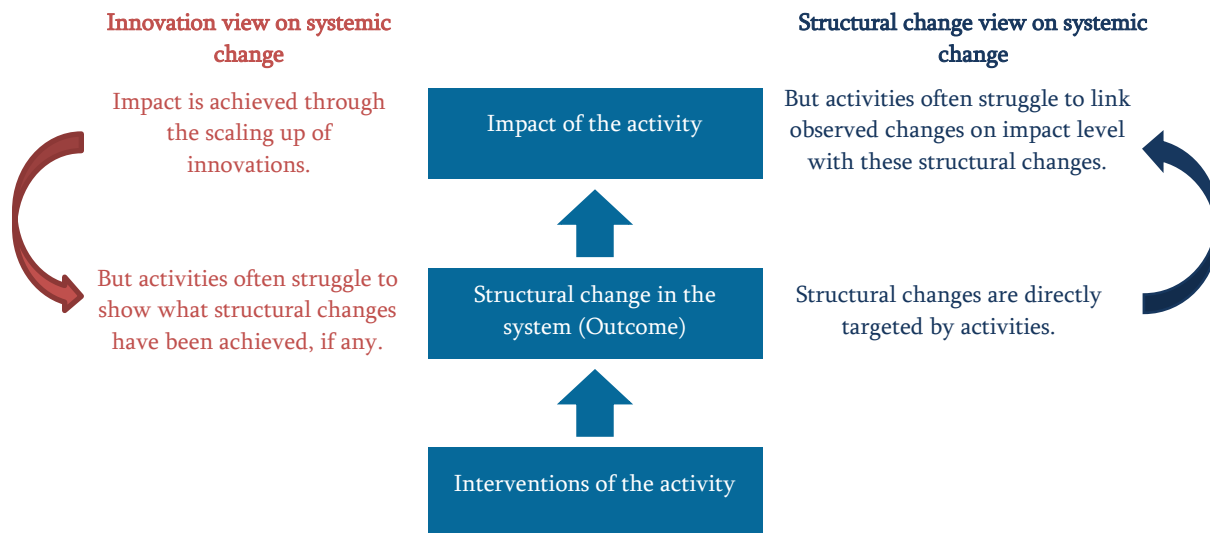 Innovation view on systemic
change
Impact is achieved through
the scaling up of
innovations.
But activities often struggle to
show what structural changes
have been achieved, if any.
Impact of the activity
Structural change in the
system (Outcome)
Interventions of the activity
Structural change view on systemic
change
But activities often struggle to link
observed changes on impact level
with these structural changes.
Structural changes are directly
targeted by activities.